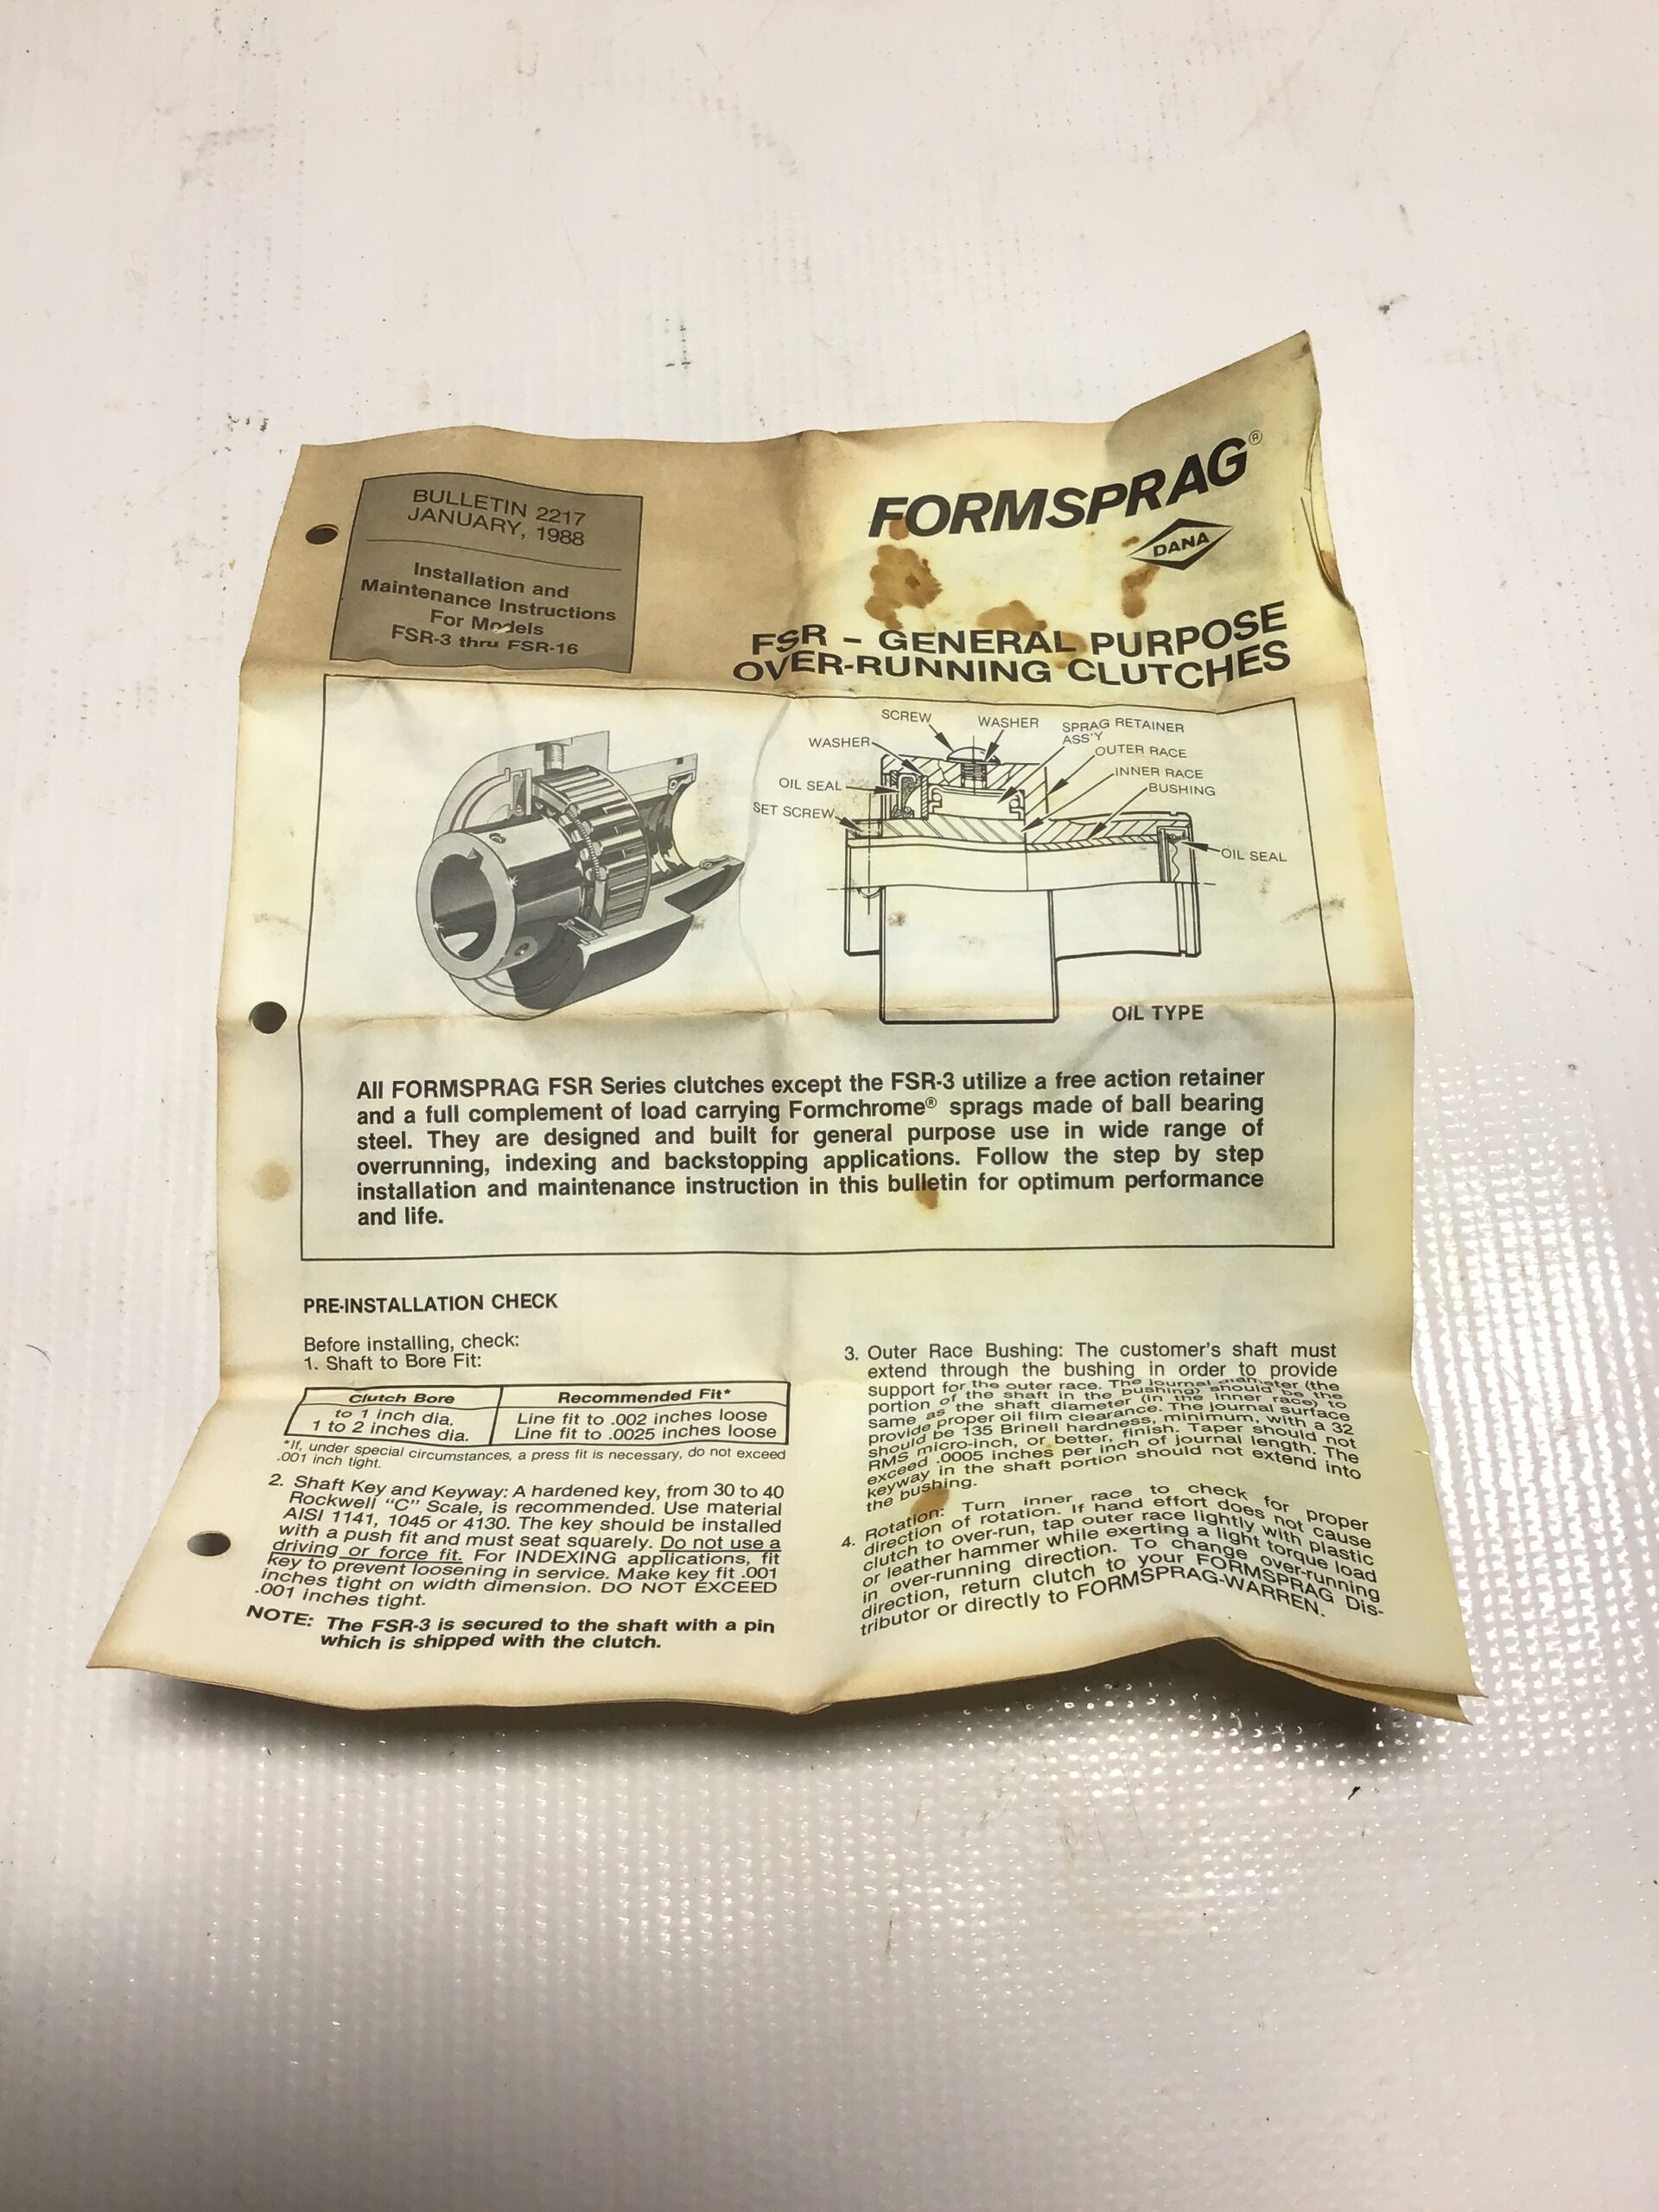 BULLETIN 2217
JANUARY, 1988
Installation and
Maintenance Instructions
For Models
FSR-3 thru FSR-16
FORMSPRAG®
DANA
FSR – GENERAL PURPOSE
OVER-RUNNING CLUTCHES
SCREW
WASHER
SPRAG RETAINER
ASS'Y
WASHER
OUTER RACE
INNER RACE
OIL SEAL
BUSHING
SET SCREW
OIL SEAL
OIL TYPE
All FORMSPRAG FSR Series clutches except the FSR-3 utilize a free action retainer
and a full complement of load carrying Formchrome® sprags made of ball bearing
steel. They are designed and built for general purpose use in wide range of
overrunning, indexing and backstopping applications. Follow the step by step
installation and maintenance instruction in this bulletin for optimum performance
and life.
PRE-INSTALLATION CHECK
Before installing, check:
1. Shaft to Bore Fit:
Clutch Bore Recommended Fit*
to 1 inch dia. Line fit to .002 inches loose
1 to 2 inches dia. Line fit to .0025 inches loose
*If, under special circumstances, a press fit is necessary, do not exceed
.001 inch tight.
2. Shaft Key and Keyway: A hardened key, from 30 to 40
Rockwell "C" Scale, is recommended. Use material
AISI 1141, 1045 or 4130. The key should be installed
with a push fit and must seat squarely. Do not use a
driving or force fit. For INDEXING applications, fit
key to prevent loosening in service. Make key fit .001
inches tight on width dimension. DO NOT EXCEED
.001 inches tight.
NOTE: The FSR-3 is secured to the shaft with a pin
which is shipped with the clutch.
3. Outer Race Bushing: The customer's shaft must
extend through the bushing in order to provide
support for the outer race. The journal diameter (the
portion of the shaft in the bushing) should be the
same as the shaft diameter (in the inner race) to
provide proper oil film clearance. The journal surface
should be 135 Brinell hardness, minimum, with a 32
RMS micro-inch, or better, finish. Taper should not
exceed .0005 inches per inch of journal length. The
keyway in the shaft portion should not extend into
the bushing.
4. Rotation: Turn inner race to check for proper
direction of rotation. If hand effort does not cause
clutch to over-run, tap outer race lightly with plastic
or leather hammer while exerting a light torque load
in over-running direction. To change over-running
direction, return clutch to your FORMSPRAG Dis-
tributor or directly to FORMSPRAG-WARREN.